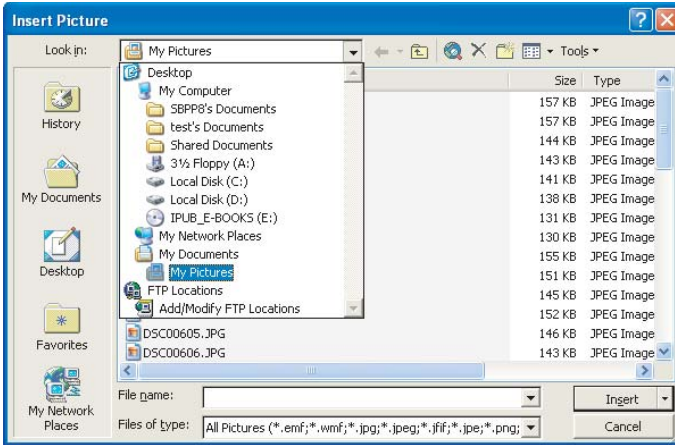 Insert Picture
Look in:
My Pictures
Tools
Desktop
My Computer
SBPP8's Documents
test's Documents
Shared Documents
3½ Floppy (A:)
Local Disk (C:)
Local Disk (D:)
IPUB_E-BOOKS (E:)
My Network Places
My Documents
My Pictures
FTP Locations
Add/Modify FTP Locations
DSC00605.JPG
DSC00606.JPG
Size Type
157 KB JPEG Image
157 KB JPEG Image
144 KB JPEG Image
143 KB JPEG Image
141 KB JPEG Image
138 KB JPEG Image
131 KB JPEG Image
130 KB JPEG Image
155 KB JPEG Image
151 KB JPEG Image
145 KB JPEG Image
152 KB JPEG Image
146 KB JPEG Image
143 KB JPEG Image
History
My Documents
Desktop
Favorites
My Network
Places
File name:
Insert
Files of type:
All Pictures (*.emf;*.wmf;*.jpg;*.jpeg;*.jfif;*.jpe;*.png;
Cancel